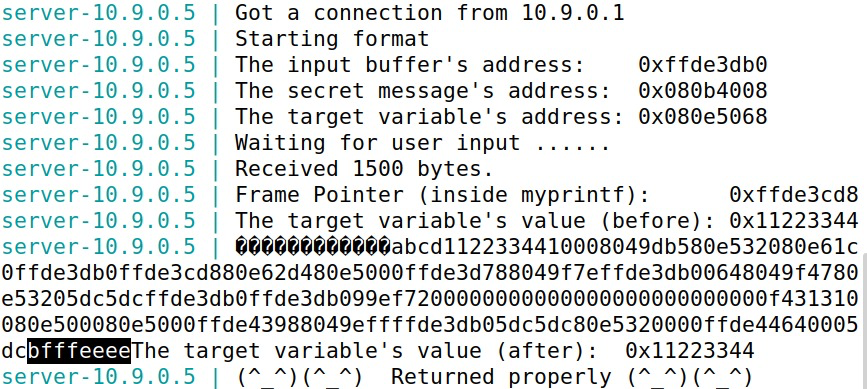 server-10.9.0.5 | Got a connection from 10.9.0.1
server-10.9.0.5 | Starting format
server-10.9.0.5 | The input buffer's address:    0xffde3db0
server-10.9.0.5 | The secret message's address:  0x080b4008
server-10.9.0.5 | The target variable's address: 0x080e5068
server-10.9.0.5 | Waiting for user input ......
server-10.9.0.5 | Received 1500 bytes.
server-10.9.0.5 | Frame Pointer (inside myprintf):      0xffde3cd8
server-10.9.0.5 | The target variable's value (before): 0x11223344
server-10.9.0.5 | ������������abcd1122334410008049db580e532080e61c
0ffde3db0ffde3cd880e62d480e5000ffde3d788049f7effde3db00648049f4780
e53205dc5dcffde3db0ffde3db099ef72000000000000000000000000000f431310
080e500080e5000ffde43988049effffde3db05dc5dc80e5320000ffde44640005
dcbfffeeeeThe target variable's value (after):  0x11223344
server-10.9.0.5 | (^_^)(^_^)  Returned properly (^_^)(^_^)